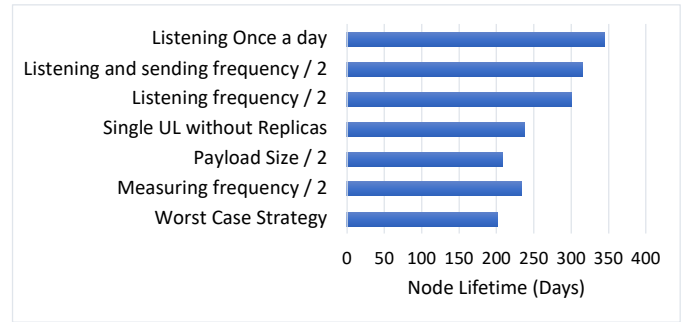 Listening Once a day
Listening and sending frequency / 2
Listening frequency / 2
Single UL without Replicas
Payload Size / 2
Measuring frequency / 2
Worst Case Strategy
0 50 100 150 200 250 300 350 400
Node Lifetime (Days)